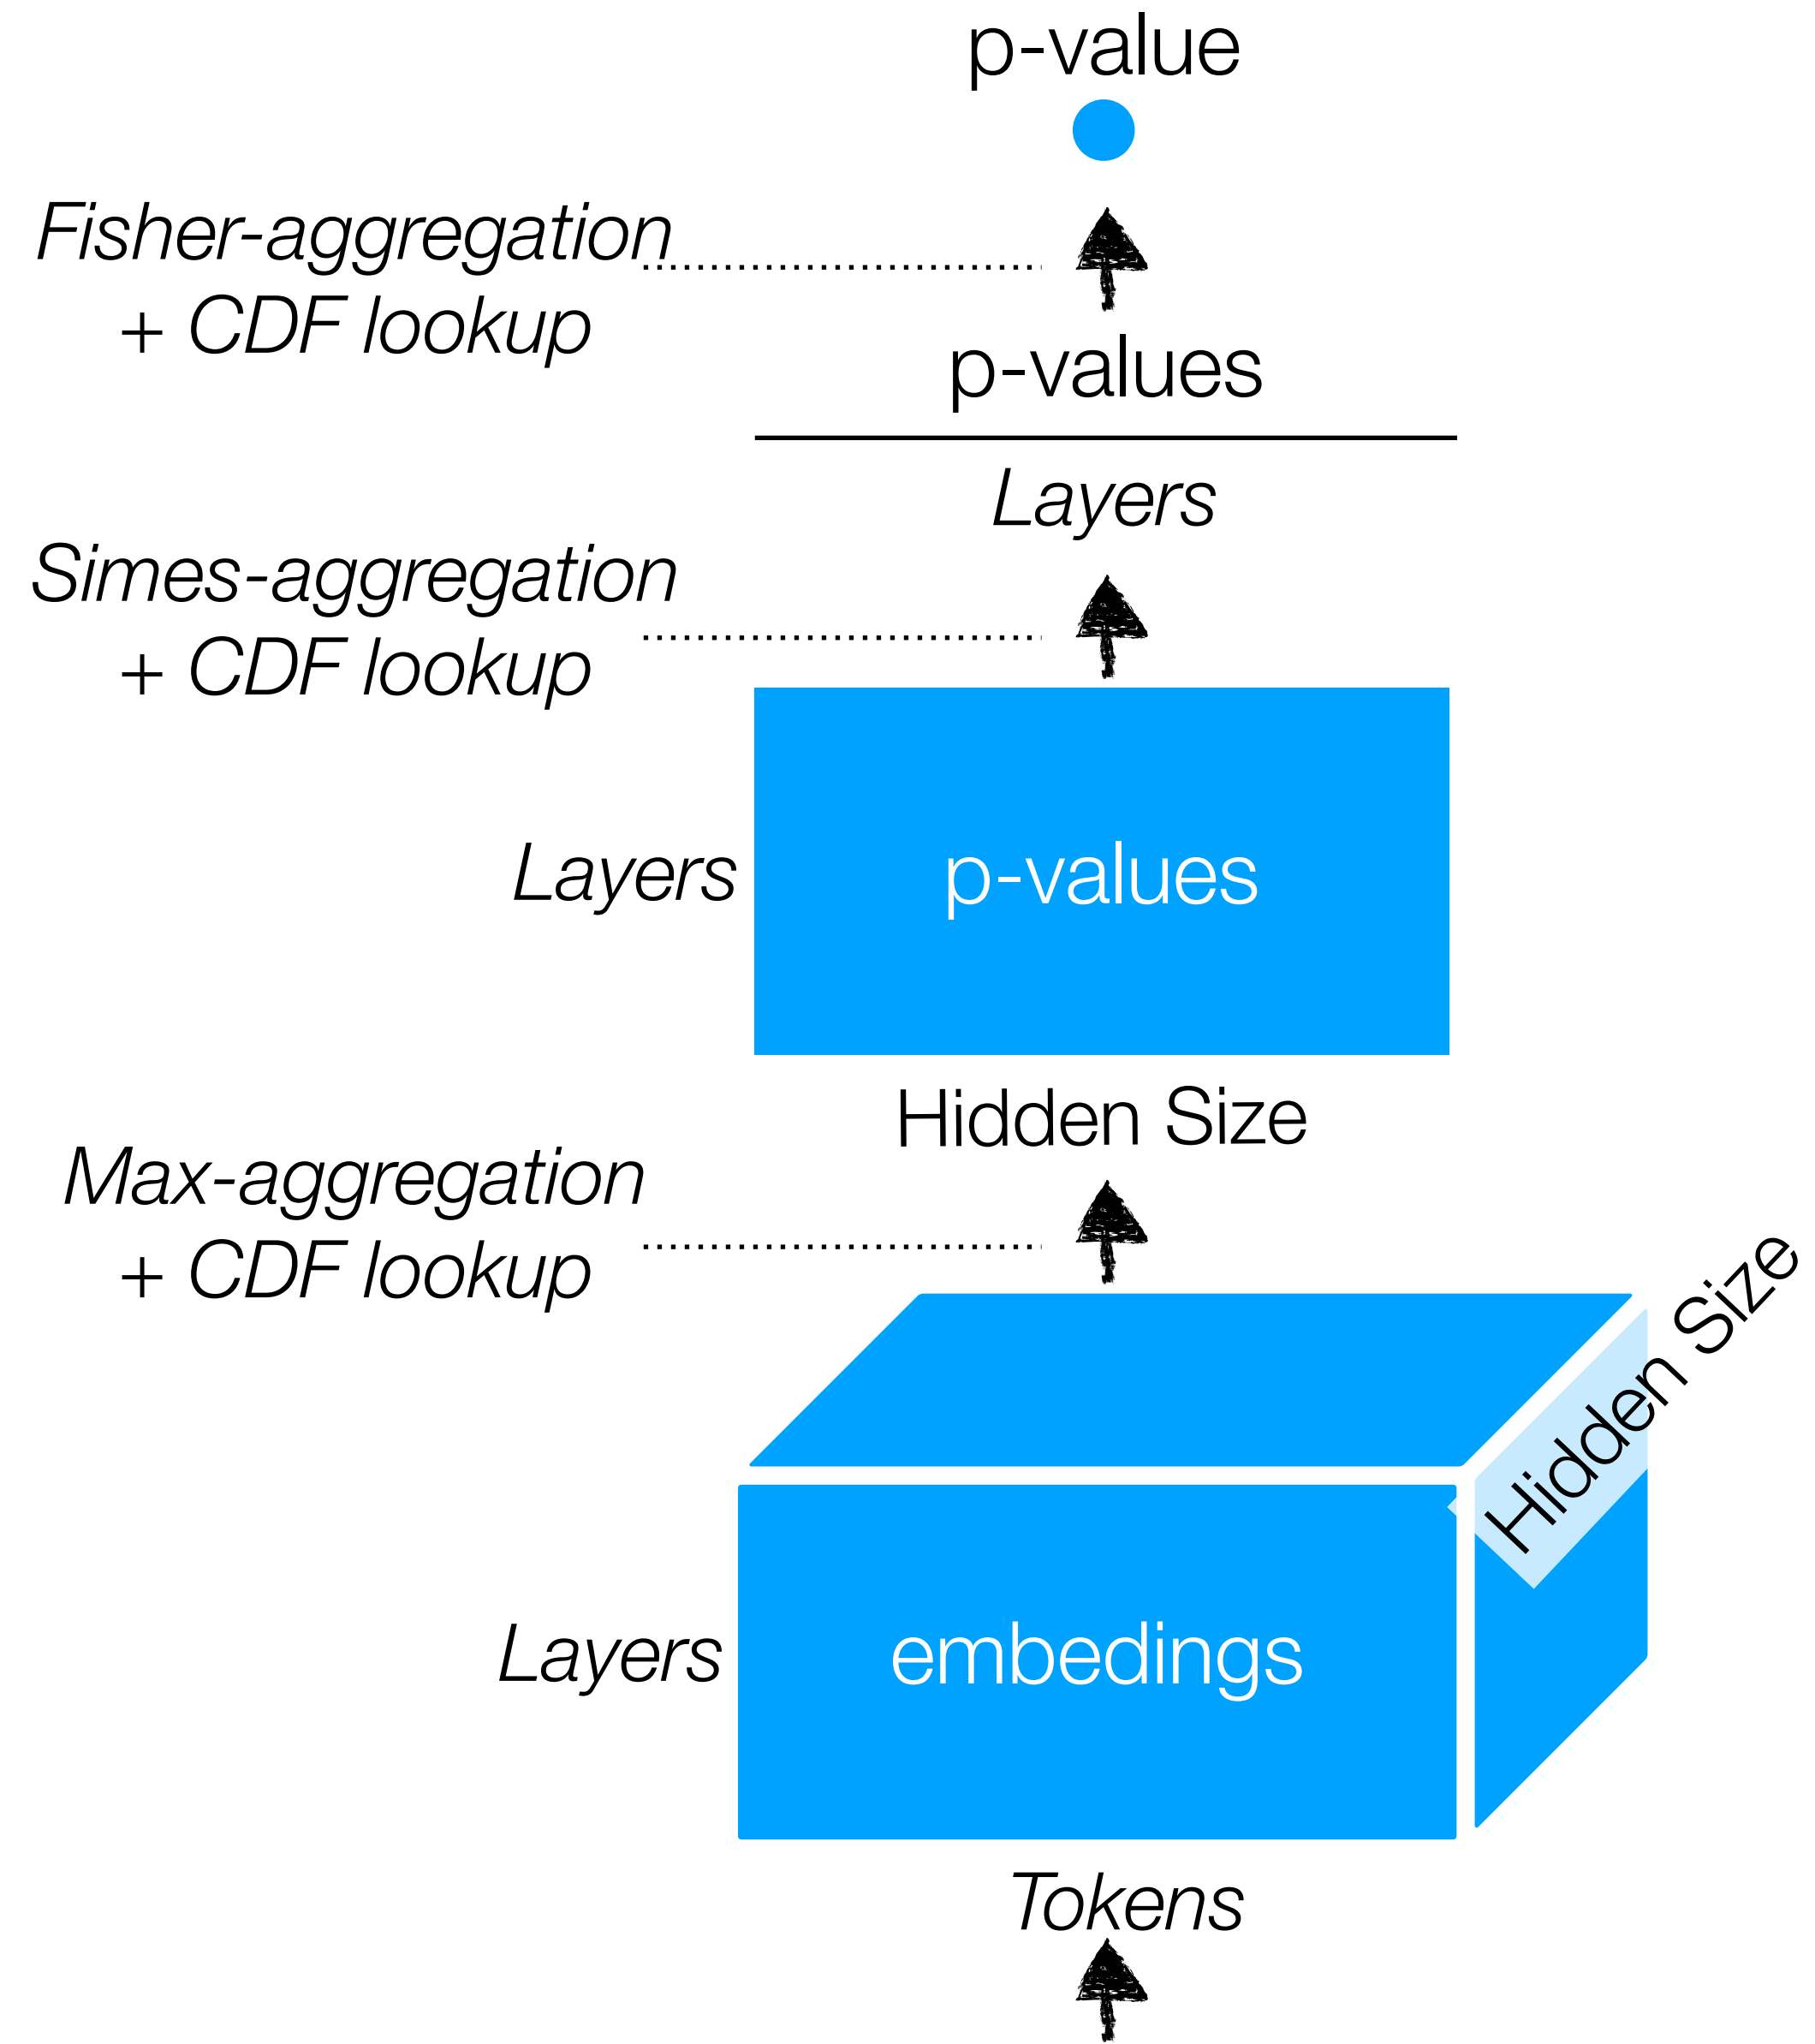 p-value
Fisher-aggregation
+ CDF lookup
p-values
Layers
Simes-aggregation
+ CDF lookup
Layers
p-values
Hidden Size
Max-aggregation
+ CDF lookup
Hidden Size
Layers
embedings
Tokens